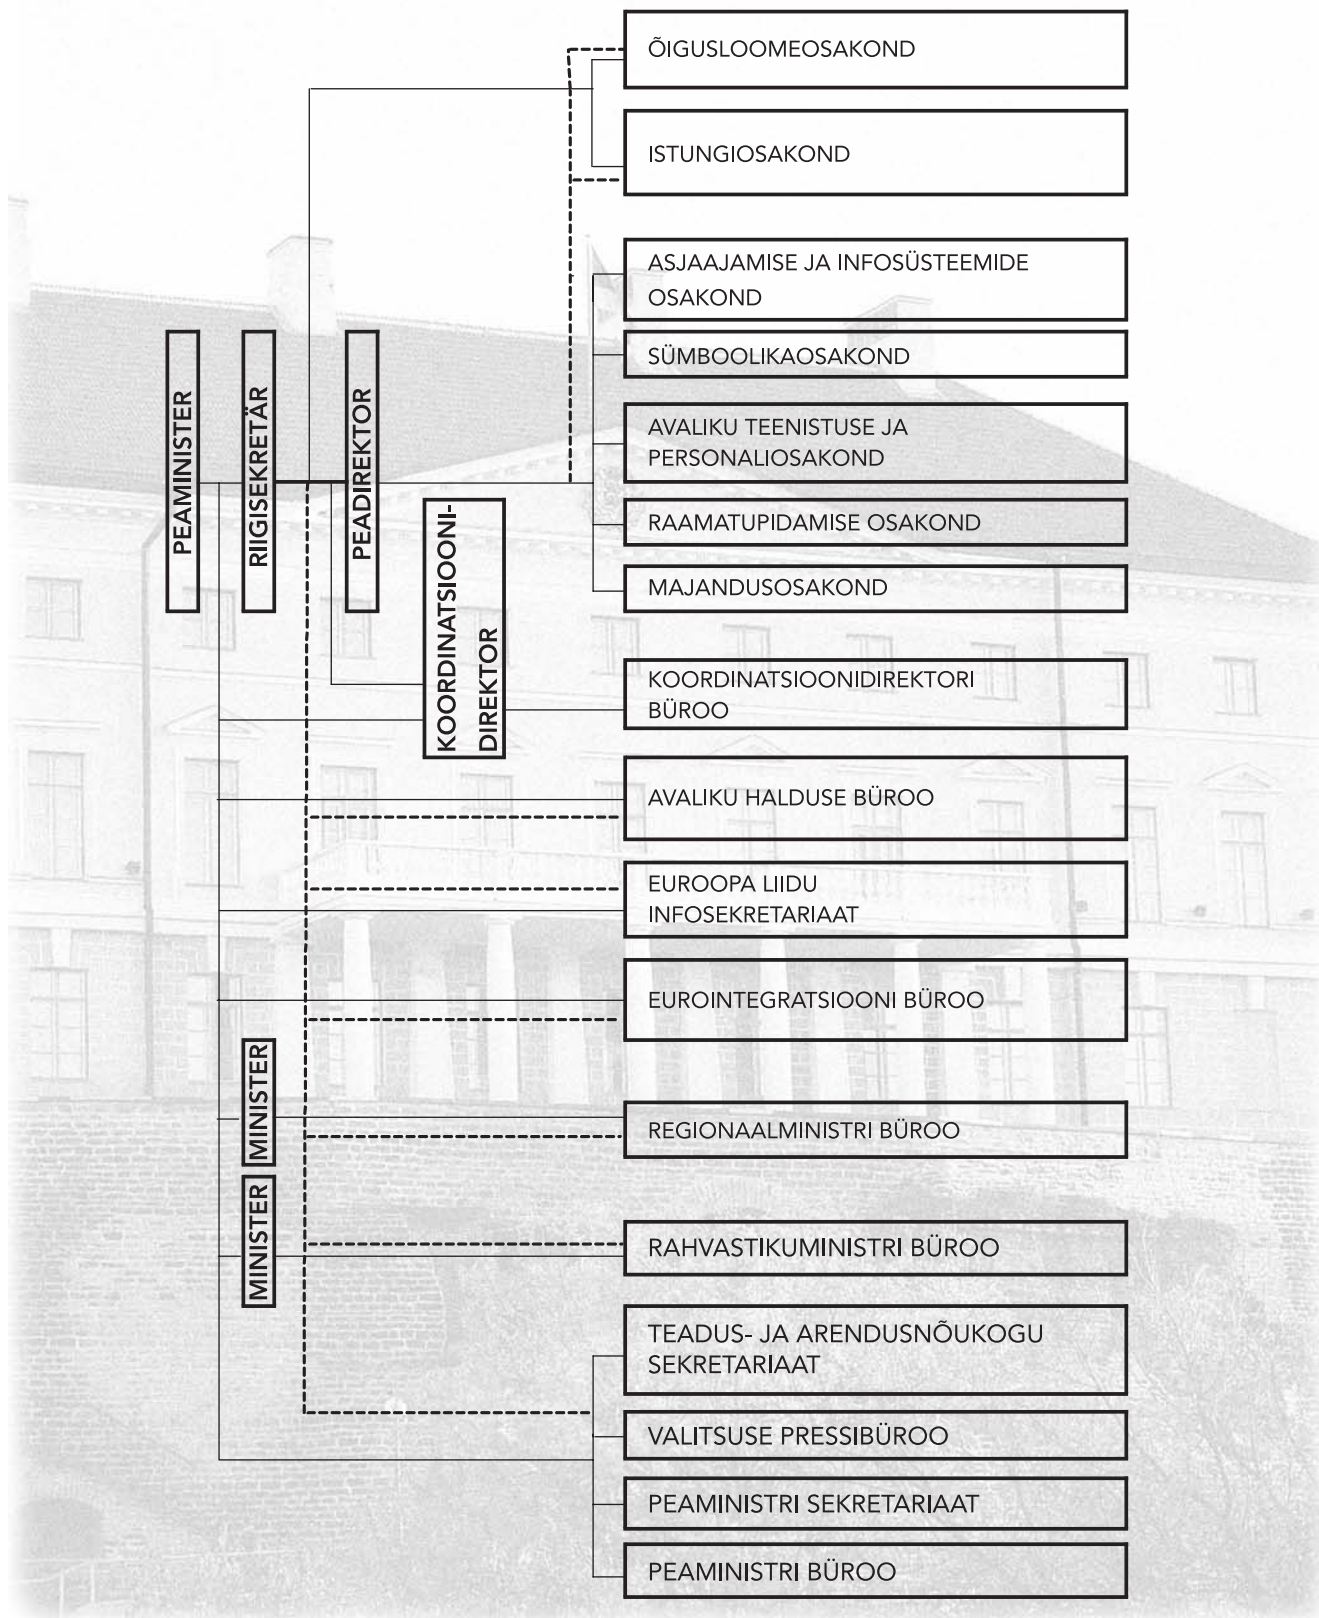 ÕIGUSLOOMEOSAKOND
ISTUNGIOSAKOND
ASJAAJAMISE JA INFOSÜSTEEMIDE
OSAKOND
SÜMBOOLIKAOSAKOND
AVALIKU TEENISTUSE JA
PERSONALIOSAKOND
RAAMATUPIDAMISE OSAKOND
MAJANDUSOSAKOND
PEAMINISTER
RIIGISEKRETÄR
PEADIREKTOR
KOORDINATSIOONI-
DIREKTOR
KOORDINATSIOONIDIREKTORI
BÜROO
AVALIKU HALDUSE BÜROO
EUROOPA LIIDU
INFOSEKRETARIAAT
EUROINTEGRATSIOONI BÜROO
MINISTER
REGIONAALMINISTRI BÜROO
MINISTER
RAHVASTIKUMINISTRI BÜROO
TEADUS- JA ARENDUSNÕUKOGU
SEKRETARIAAT
VALITSUSE PRESSIBÜROO
PEAMINISTRI SEKRETARIAAT
PEAMINISTRI BÜROO